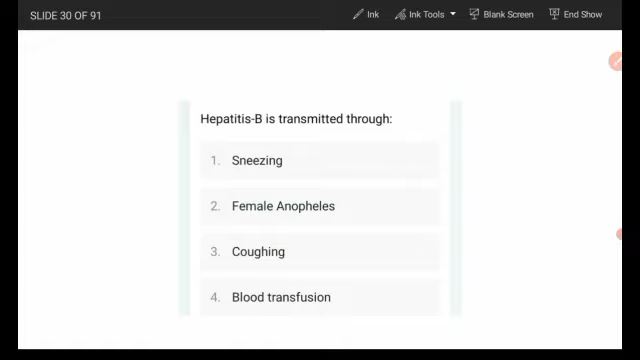 SLIDE 30 OF 91
Ink
Ink Tools
Blank Screen
End Show
Hepatitis-B is transmitted through:
1. Sneezing
2. Female Anopheles
3. Coughing
4. Blood transfusion